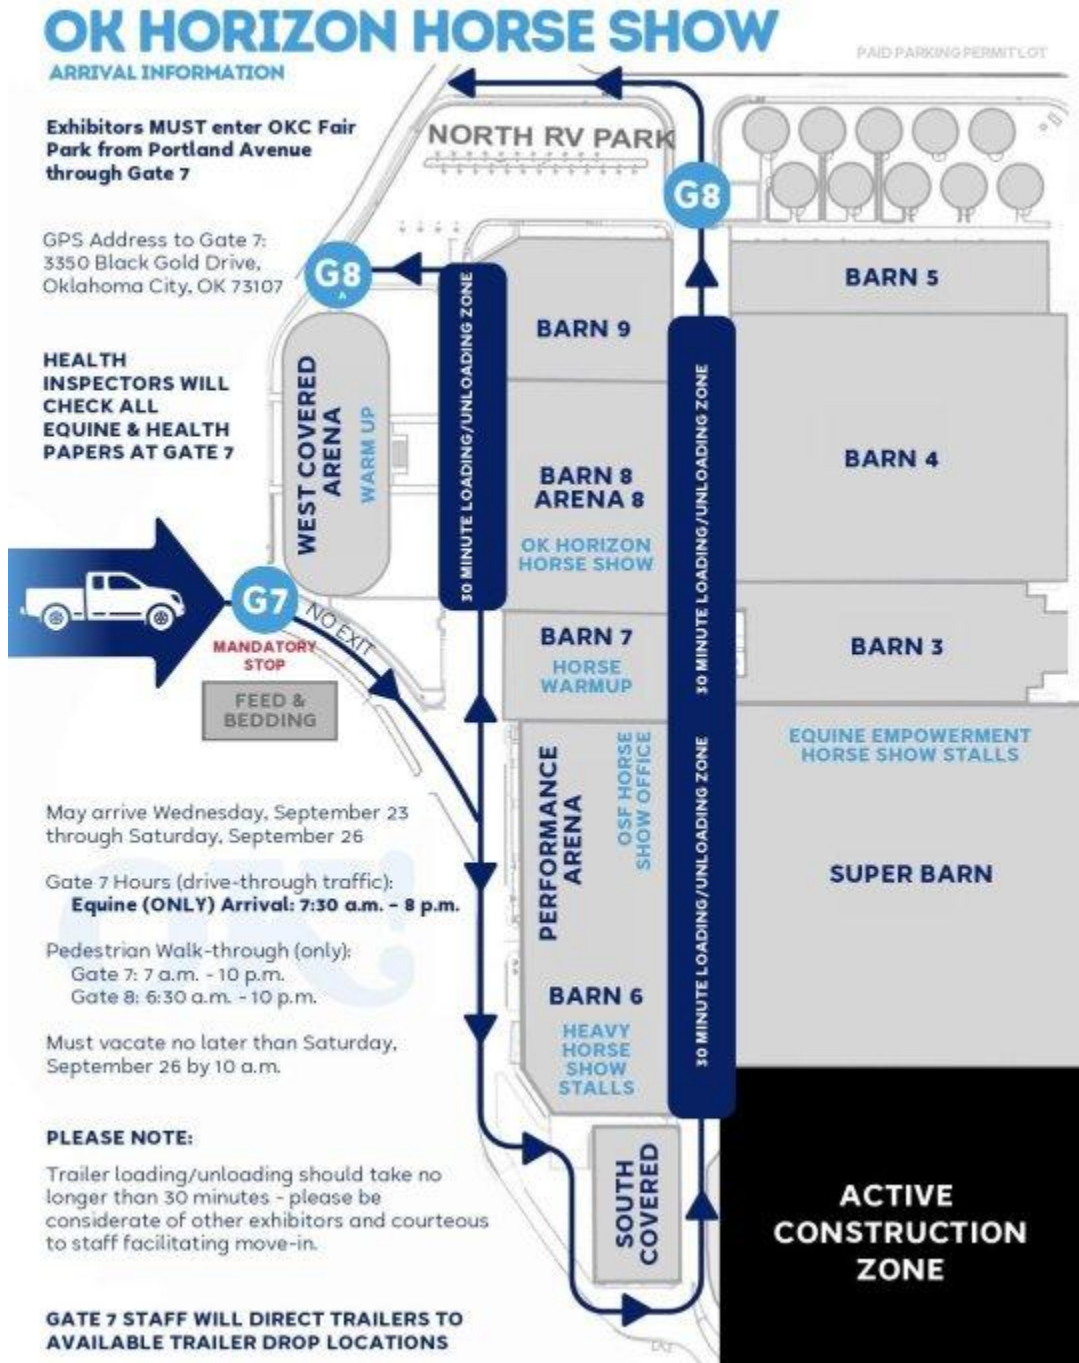 OK HORIZON HORSE SHOW
ARRIVAL INFORMATION
PAID PARKING PERMIT LOT
Exhibitors MUST enter OKC Fair
Park from Portland Avenue
through Gate 7
GPS Address to Gate 7:
3350 Black Gold Drive,
Oklahoma City, OK 73107
HEALTH
INSPECTORS WILL
CHECK ALL
EQUINE & HEALTH
PAPERS AT GATE 7
NORTH RV PARK
G8
G8
A
BARN 5
BARN 9
30 MINUTE LOADING/UNLOADING ZONE
WEST COVERED
ARENA
WARM UP
BARN 8
ARENA 8
OK HORIZON
HORSE SHOW
30 MINUTE LOADING/UNLOADING ZONE
BARN 4
G7
NO EXIT
MANDATORY
STOP
FEED &
BEDDING
BARN 7
HORSE
WARMUP
BARN 3
EQUINE EMPOWERMENT
HORSE SHOW STALLS
PERFORMANCE
ARENA
OSF HORSE
SHOW OFFICE
30 MINUTE LOADING/UNLOADING ZONE
SUPER BARN
May arrive Wednesday, September 23
through Saturday, September 26
Gate 7 Hours (drive-through traffic):
Equine (ONLY) Arrival: 7:30 a.m. - 8 p.m.
Pedestrian Walk-through (only):
Gate 7: 7 a.m. - 10 p.m.
Gate 8: 6:30 a.m. - 10 p.m.
Must vacate no later than Saturday,
September 26 by 10 a.m.
BARN 6
HEAVY
HORSE
SHOW
STALLS
PLEASE NOTE:
Trailer loading/unloading should take no
longer than 30 minutes - please be
considerate of other exhibitors and courteous
to staff facilitating move-in.
SOUTH
COVERED
ACTIVE
CONSTRUCTION
ZONE
GATE 7 STAFF WILL DIRECT TRAILERS TO
AVAILABLE TRAILER DROP LOCATIONS
OK!